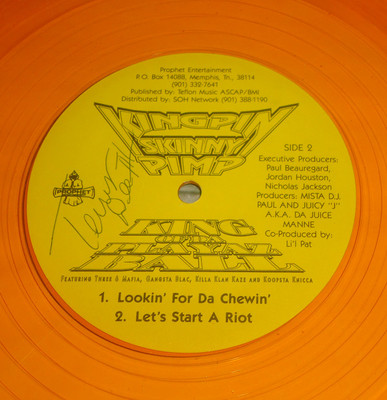 Prophet Entertainment
P.O. Box 14088, Memphis, Tn., 38114
(901) 332-7641
Published by: Teflon Music ASCAP/BMI
Distributed by: SOH Network (901) 388-1190
KINGPIN
SKINNY
PIMP
SIDE 2
Executive Producers:
Paul Beauregard,
Jordan Houston,
Nicholas Jackson
Producers: MISTA D.J.
PAUL AND JUICY "J"
A.K.A. DA JUICE
MANNE
Co-Produced by:
Li'l Pat
PROPHET
KING
PLAYAZ
BALL
FEATURING THREE 6 MAFIA, GANGSTA BLAC, KILLA KLAN KAZE AND KOOPSTA KNICCA
1. Lookin' For Da Chewin'
2. Let's Start A Riot